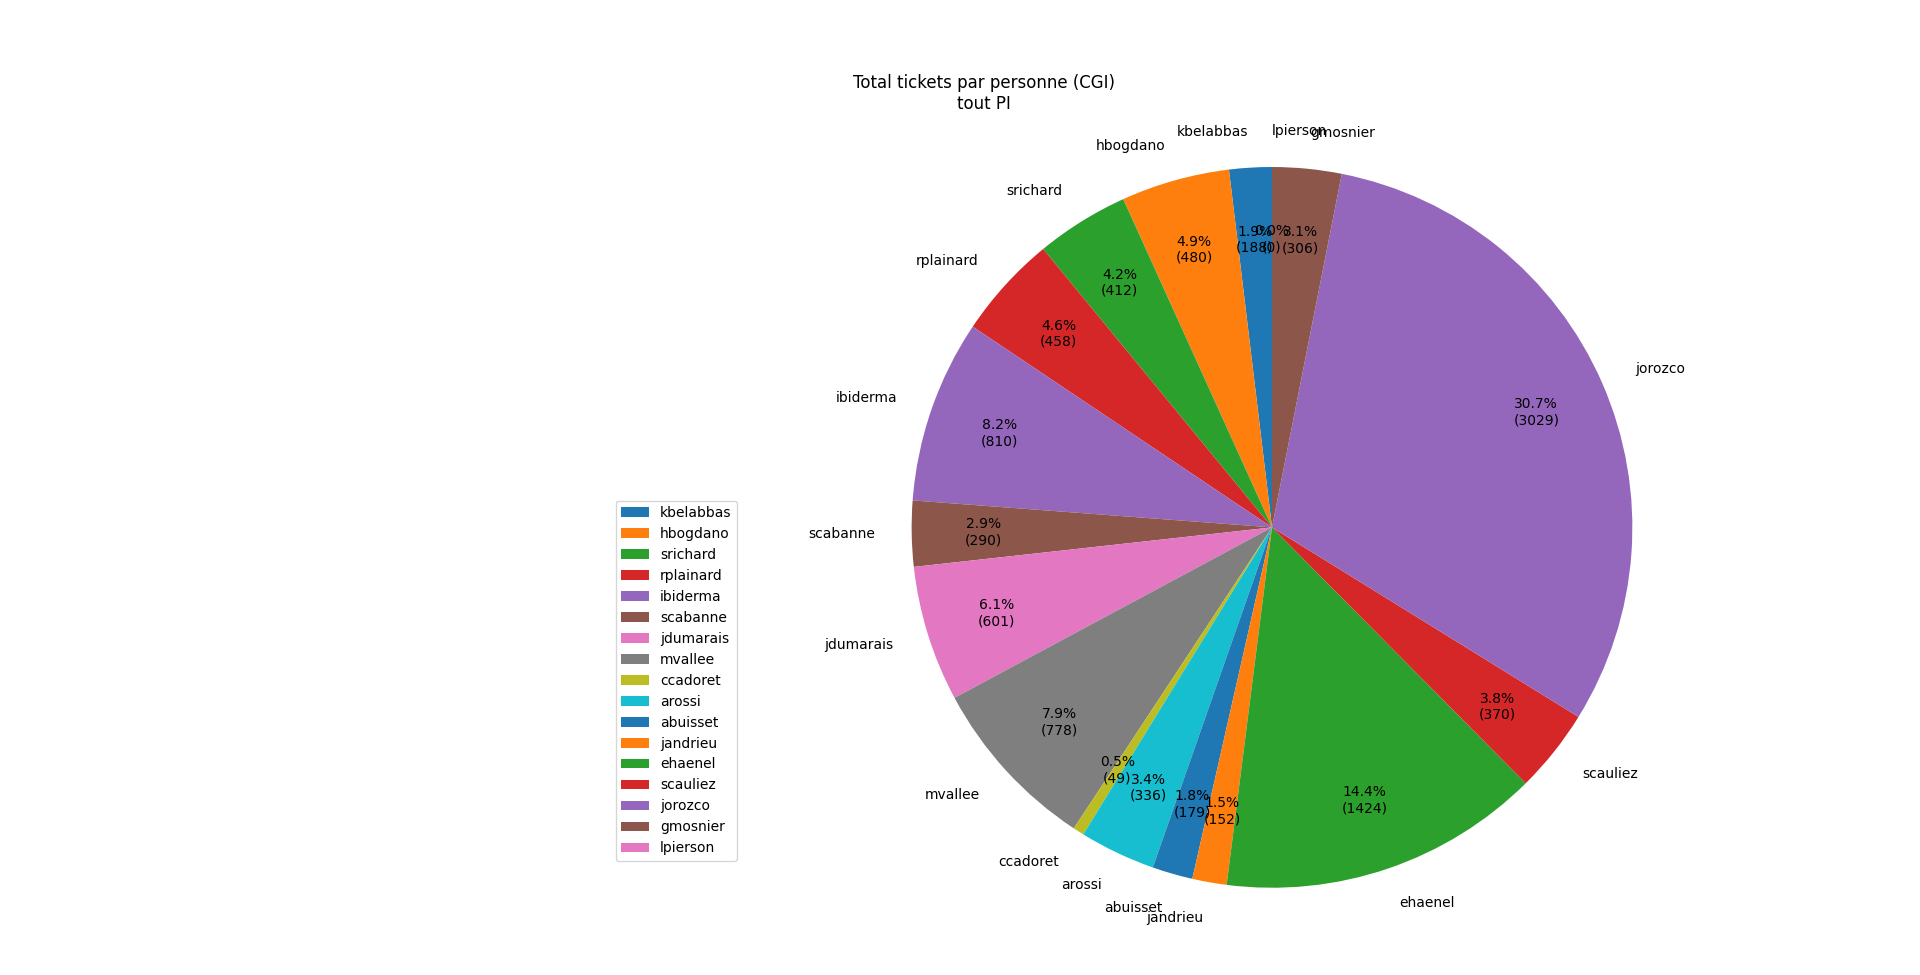 Total tickets par personne (CGI)
tout PI
kbelabbas
lpierson
gmosnier
hbogdano
srichard
rplainard
ibiderma
scabanne
jdumarais
mvallee
ccadoret
arossi
abuisset
jandrieu
ehaenel
scauliez
jorozco
1.9%
(188)
0.0%
(0)
3.1%
(306)
4.9%
(480)
4.2%
(412)
4.6%
(458)
8.2%
(810)
2.9%
(290)
6.1%
(601)
7.9%
(778)
0.5%
(49)
3.4%
(336)
1.8%
(179)
1.5%
(152)
14.4%
(1424)
3.8%
(370)
30.7%
(3029)
kbelabbas
hbogdano
srichard
rplainard
ibiderma
scabanne
jdumarais
mvallee
ccadoret
arossi
abuisset
jandrieu
ehaenel
scauliez
jorozco
gmosnier
lpierson